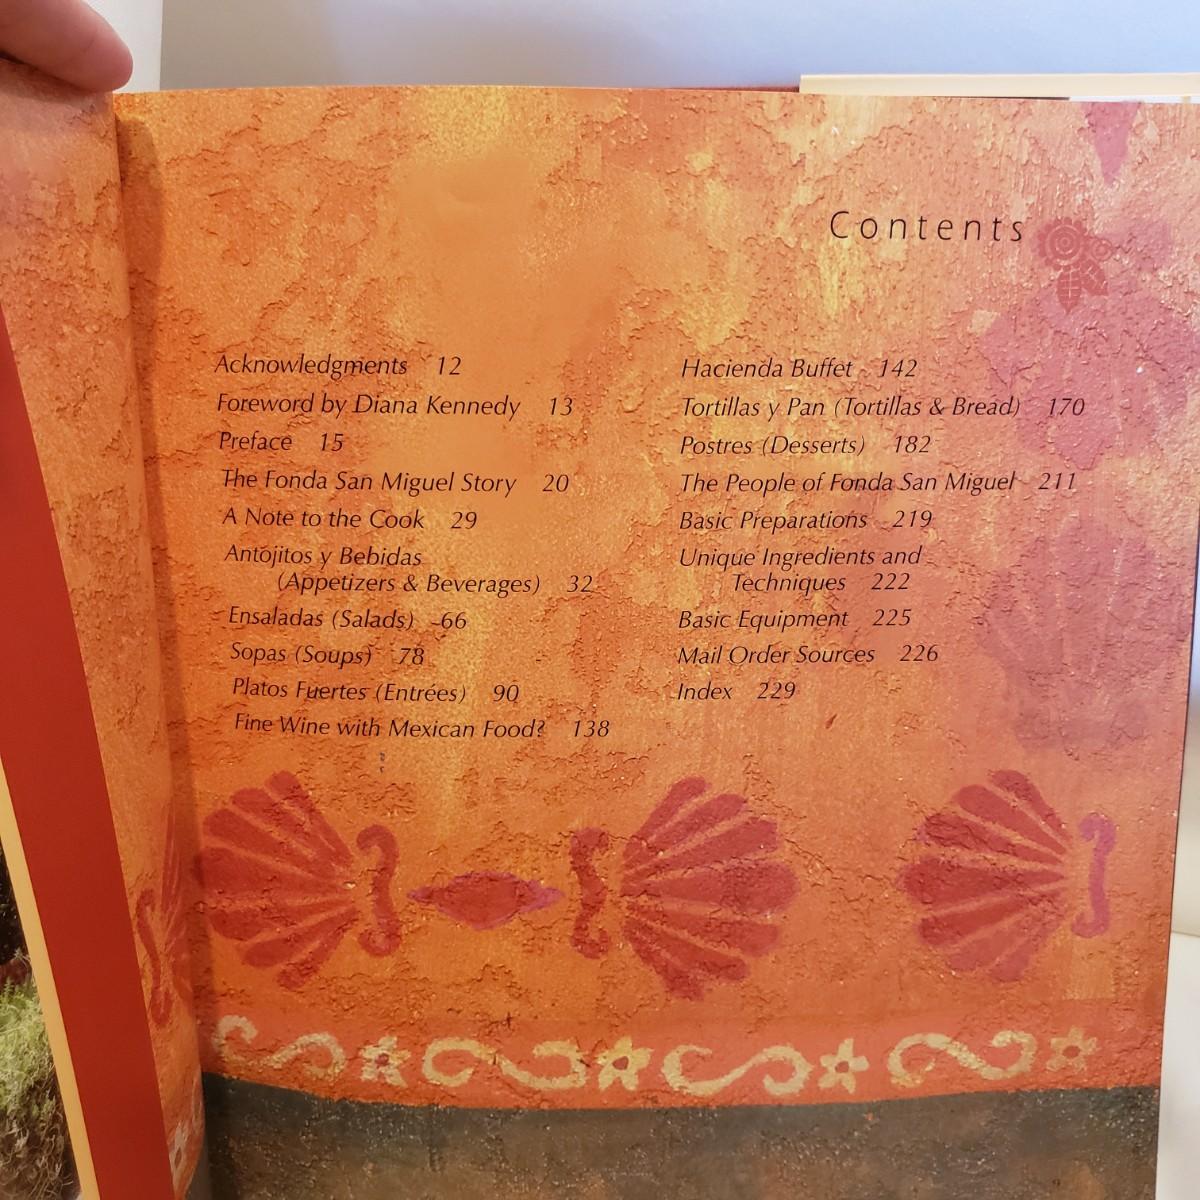 Contents
Acknowledgments 12
Foreword by Diana Kennedy 13
Preface 15
The Fonda San Miguel Story 20
A Note to the Cook 29
Antojitos y Bebidas
(Appetizers & Beverages) 32
Ensaladas (Salads) 66
Sopas (Soups) 78
Platos Fuertes (Entrées) 90
Fine Wine with Mexican Food? 138
Hacienda Buffet 142
Tortillas y Pan (Tortillas & Bread) 170
Postres (Desserts) 182
The People of Fonda San Miguel 211
Basic Preparations 219
Unique Ingredients and
Techniques 222
Basic Equipment 225
Mail Order Sources 226
Index 229